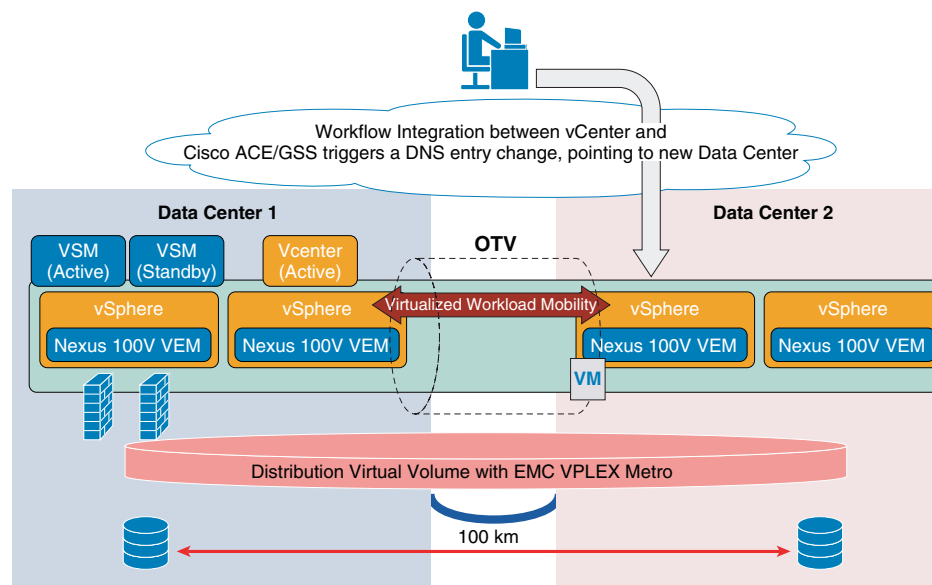 Workflow Integration between vCenter and
Cisco ACE/GSS triggers a DNS entry change, pointing to new Data Center
Data Center 1
Data Center 2
VSM
(Active)
VSM
(Standby)
Vcenter
(Active)
OTV
vSphere
vSphere
Virtualized Workload Mobility
vSphere
vSphere
Nexus 100V VEM
Nexus 100V VEM
Nexus 100V VEM
Nexus 100V VEM
VM
Distribution Virtual Volume with EMC VPLEX Metro
100 km